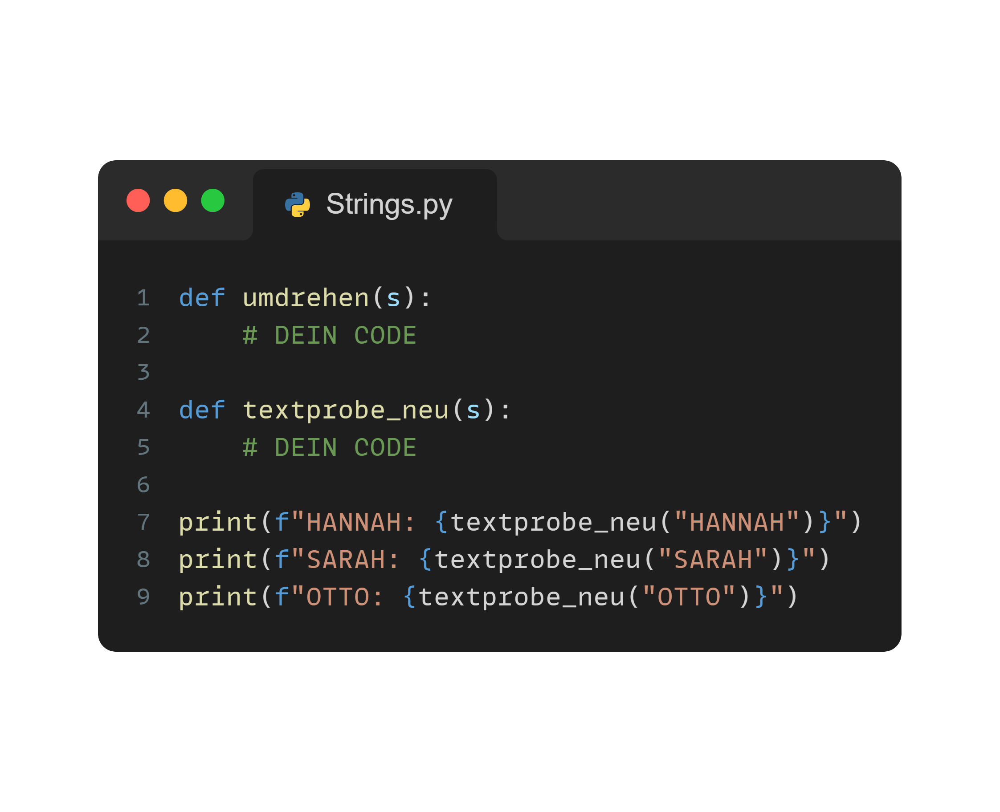 Strings.py
1 def umdrehen(s):
2     # DEIN CODE
3
4 def textprobe_neu(s):
5     # DEIN CODE
6
7 print(f"HANNAH: {textprobe_neu("HANNAH")}")
8 print(f"SARAH: {textprobe_neu("SARAH")}")
9 print(f"OTTO: {textprobe_neu("OTTO")}")